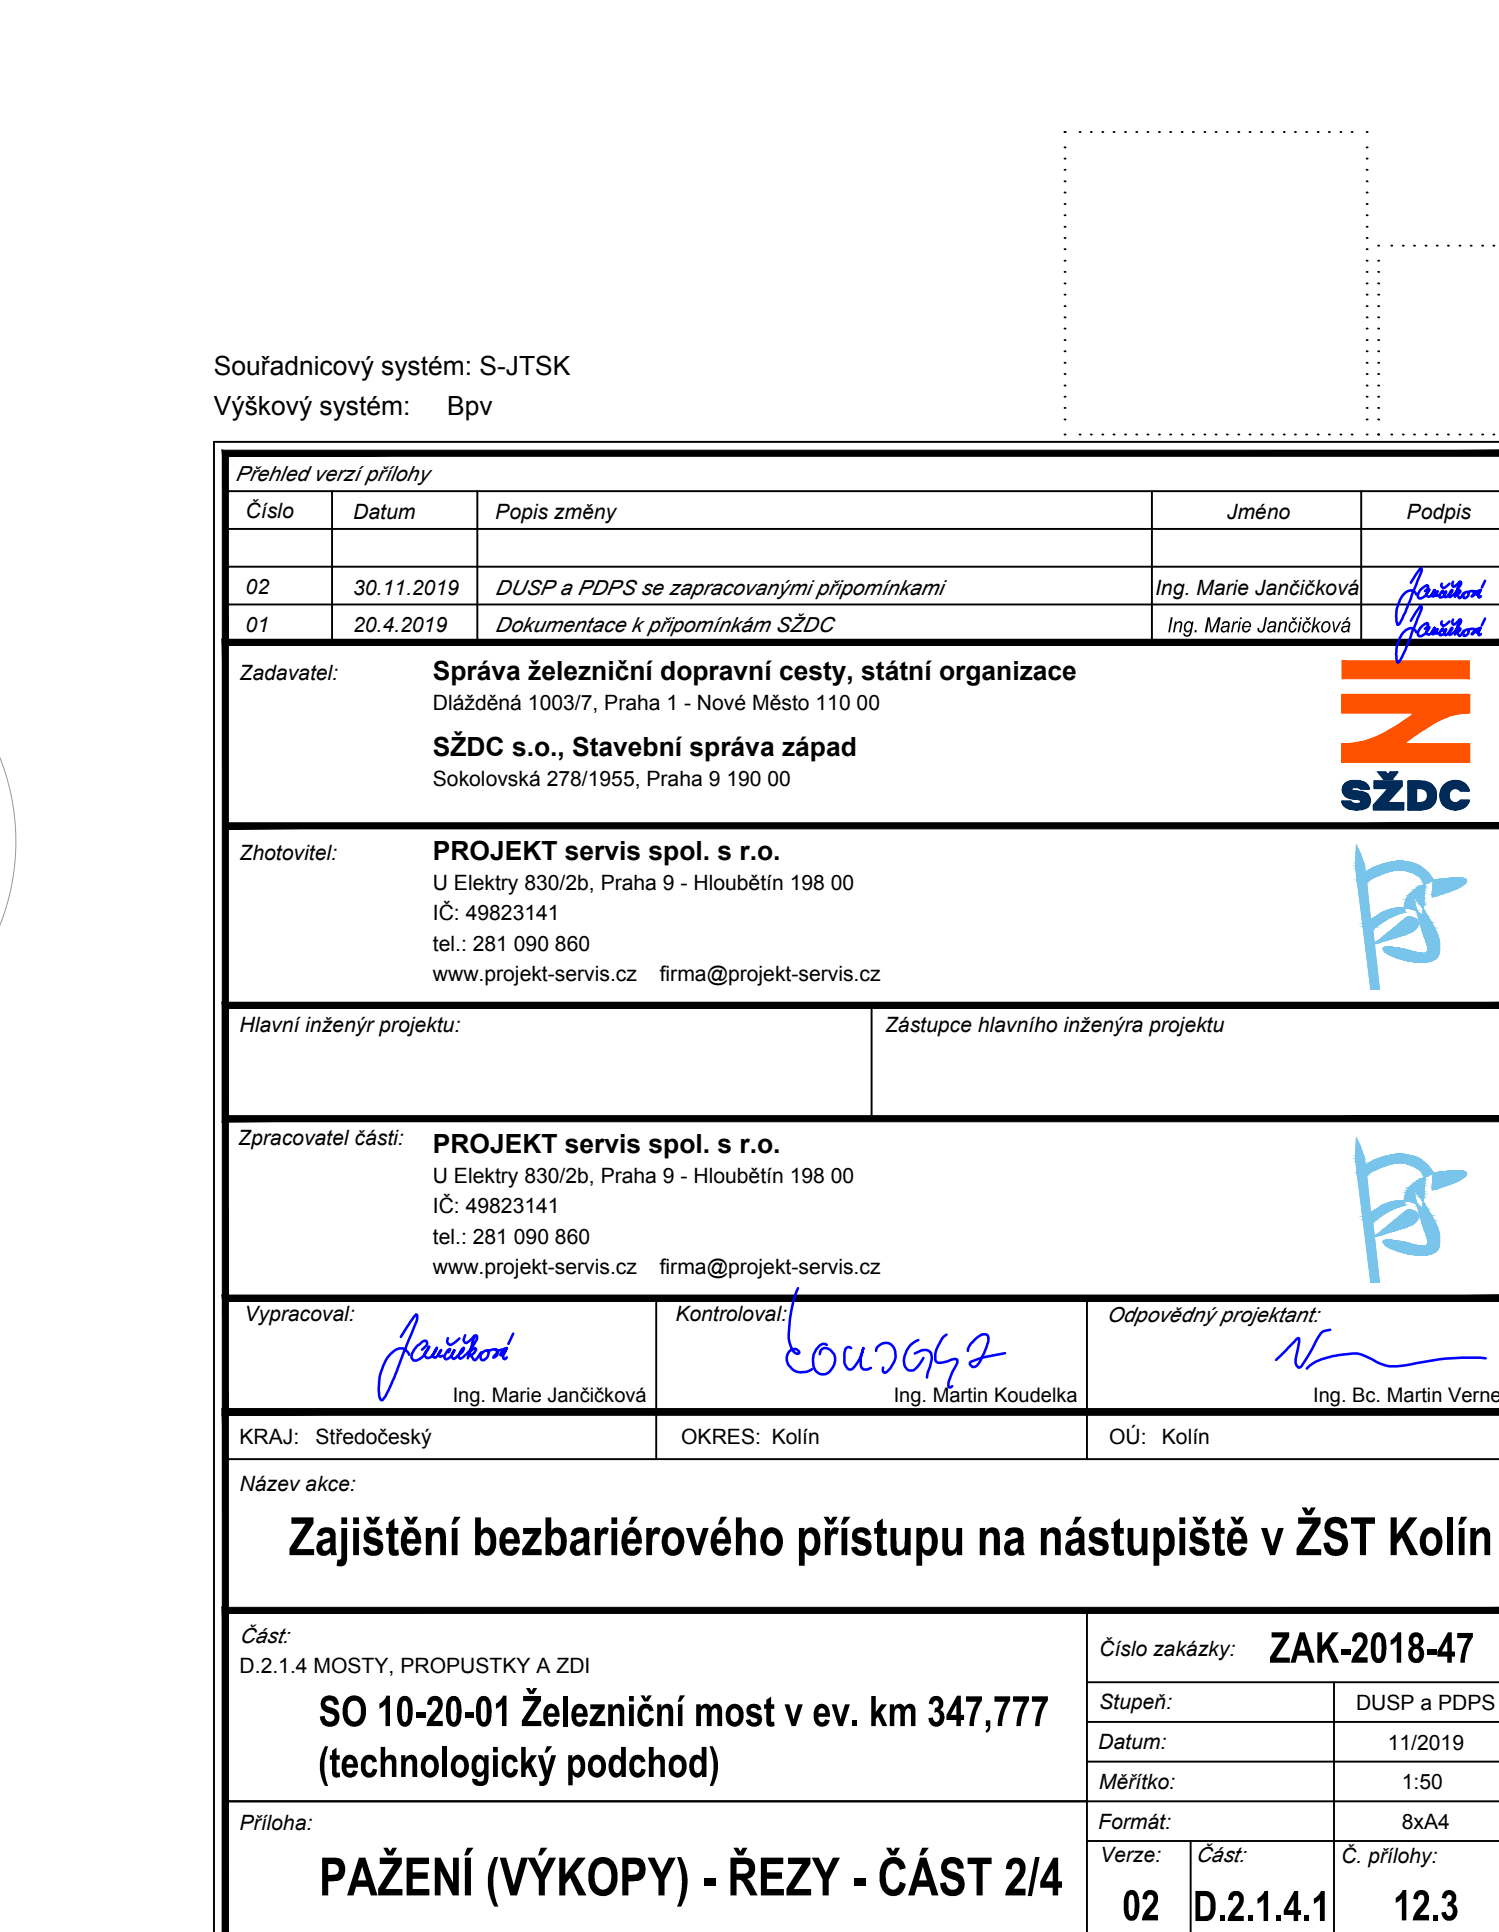 Souřadnicový systém: S-JTSK
Výškový systém: Bpv
Přehled verzí přílohy
Číslo Datum Popis změny Jméno Podpis
02 30.11.2019 DUSP a PDPS se zapracovanými připomínkami Ing. Marie Jančičková Jančičková
01 20.4.2019 Dokumentace k připomínkám SŽDC Ing. Marie Jančičková Jančičková
Zadavatel: Správa železniční dopravní cesty, státní organizace
Dlážděná 1003/7, Praha 1 - Nové Město 110 00
SŽDC s.o., Stavební správa západ
Sokolovská 278/1955, Praha 9 190 00
SŽDC
Zhotovitel: PROJEKT servis spol. s r.o.
U Elektry 830/2b, Praha 9 - Hloubětín 198 00
IČ: 49823141
tel.: 281 090 860
www.projekt-servis.cz firma@projekt-servis.cz
Hlavní inženýr projektu: Zástupce hlavního inženýra projektu
Zpracovatel části: PROJEKT servis spol. s r.o.
U Elektry 830/2b, Praha 9 - Hloubětín 198 00
IČ: 49823141
tel.: 281 090 860
www.projekt-servis.cz firma@projekt-servis.cz
Vypracoval: Kontroloval: Odpovědný projektant:
Jančičková
Ing. Marie Jančičková Ing. Martin Koudelka Ing. Bc. Martin Verne
KRAJ: Středočeský OKRES: Kolín OÚ: Kolín
Název akce:
Zajištění bezbariérového přístupu na nástupiště v ŽST Kolín
Část:
D.2.1.4 MOSTY, PROPUSTKY A ZDI
SO 10-20-01 Železniční most v ev. km 347,777
(technologický podchod)
Číslo zakázky: ZAK-2018-47
Stupeň: DUSP a PDPS
Datum: 11/2019
Měřítko: 1:50
Formát: 8xA4
Příloha:
PAŽENÍ (VÝKOPY) - ŘEZY - ČÁST 2/4
Verze: Část: Č. přílohy:
02 D.2.1.4.1 12.3